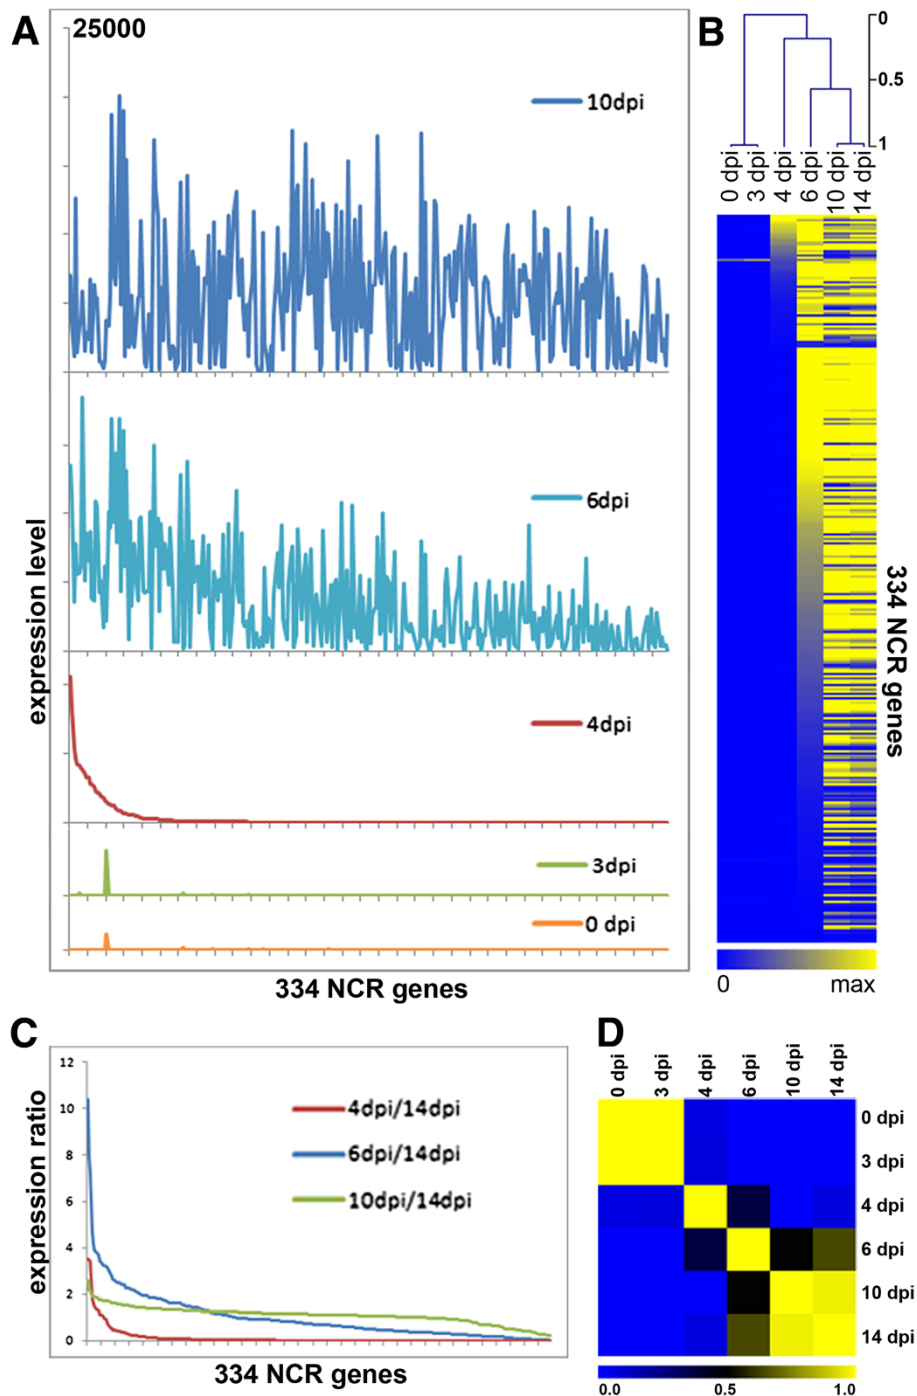 A
25000
10dpi
6dpi
4dpi
3dpi
0 dpi
expression level
334 NCR genes
B
0
0.5
1
0 dpi
3 dpi
4 dpi
6 dpi
10 dpi
14 dpi
334 NCR genes
0 max
C
12
10
8
6
4
2
0
4dpi/14dpi
6dpi/14dpi
10dpi/14dpi
expression ratio
334 NCR genes
D
0 dpi
3 dpi
4 dpi
6 dpi
10 dpi
14 dpi
0 dpi
3 dpi
4 dpi
6 dpi
10 dpi
14 dpi
0.0 0.5 1.0